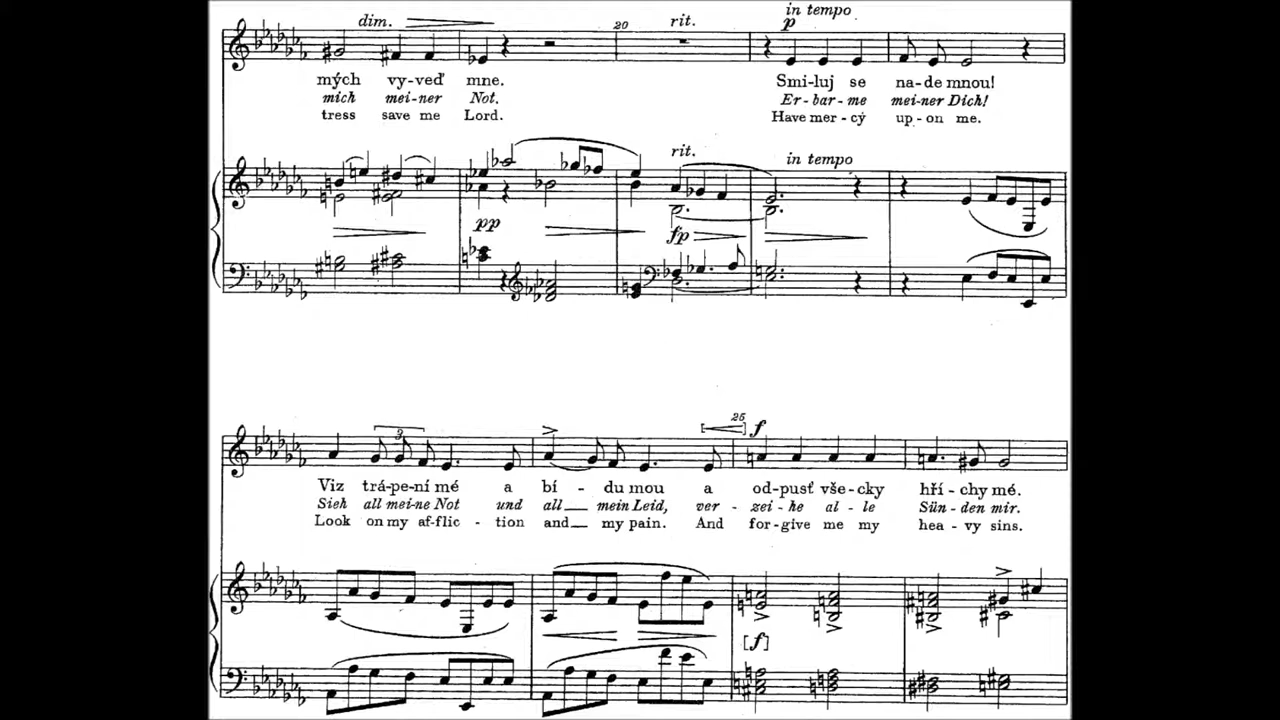 dim. 20 rit. in tempo
p
mých vy-veď mne. Smi-luj se na-de mnou!
mich mei-ner Not. Er-bar-me mei-ner Dich!
tress save me Lord. Have mer-cy up-on me.
rit. in tempo
pp fp
3 25 f
Viz trá-pe-ní mé a bí - du mou a od-pusť vše-cky hří-chy mé.
Sieh all mei-ne Not und all mein Leid, ver - zei - he al - le Sün-den mir.
Look on my af-flic - tion and my pain. And for-give me my hea-vy sins.
[f]